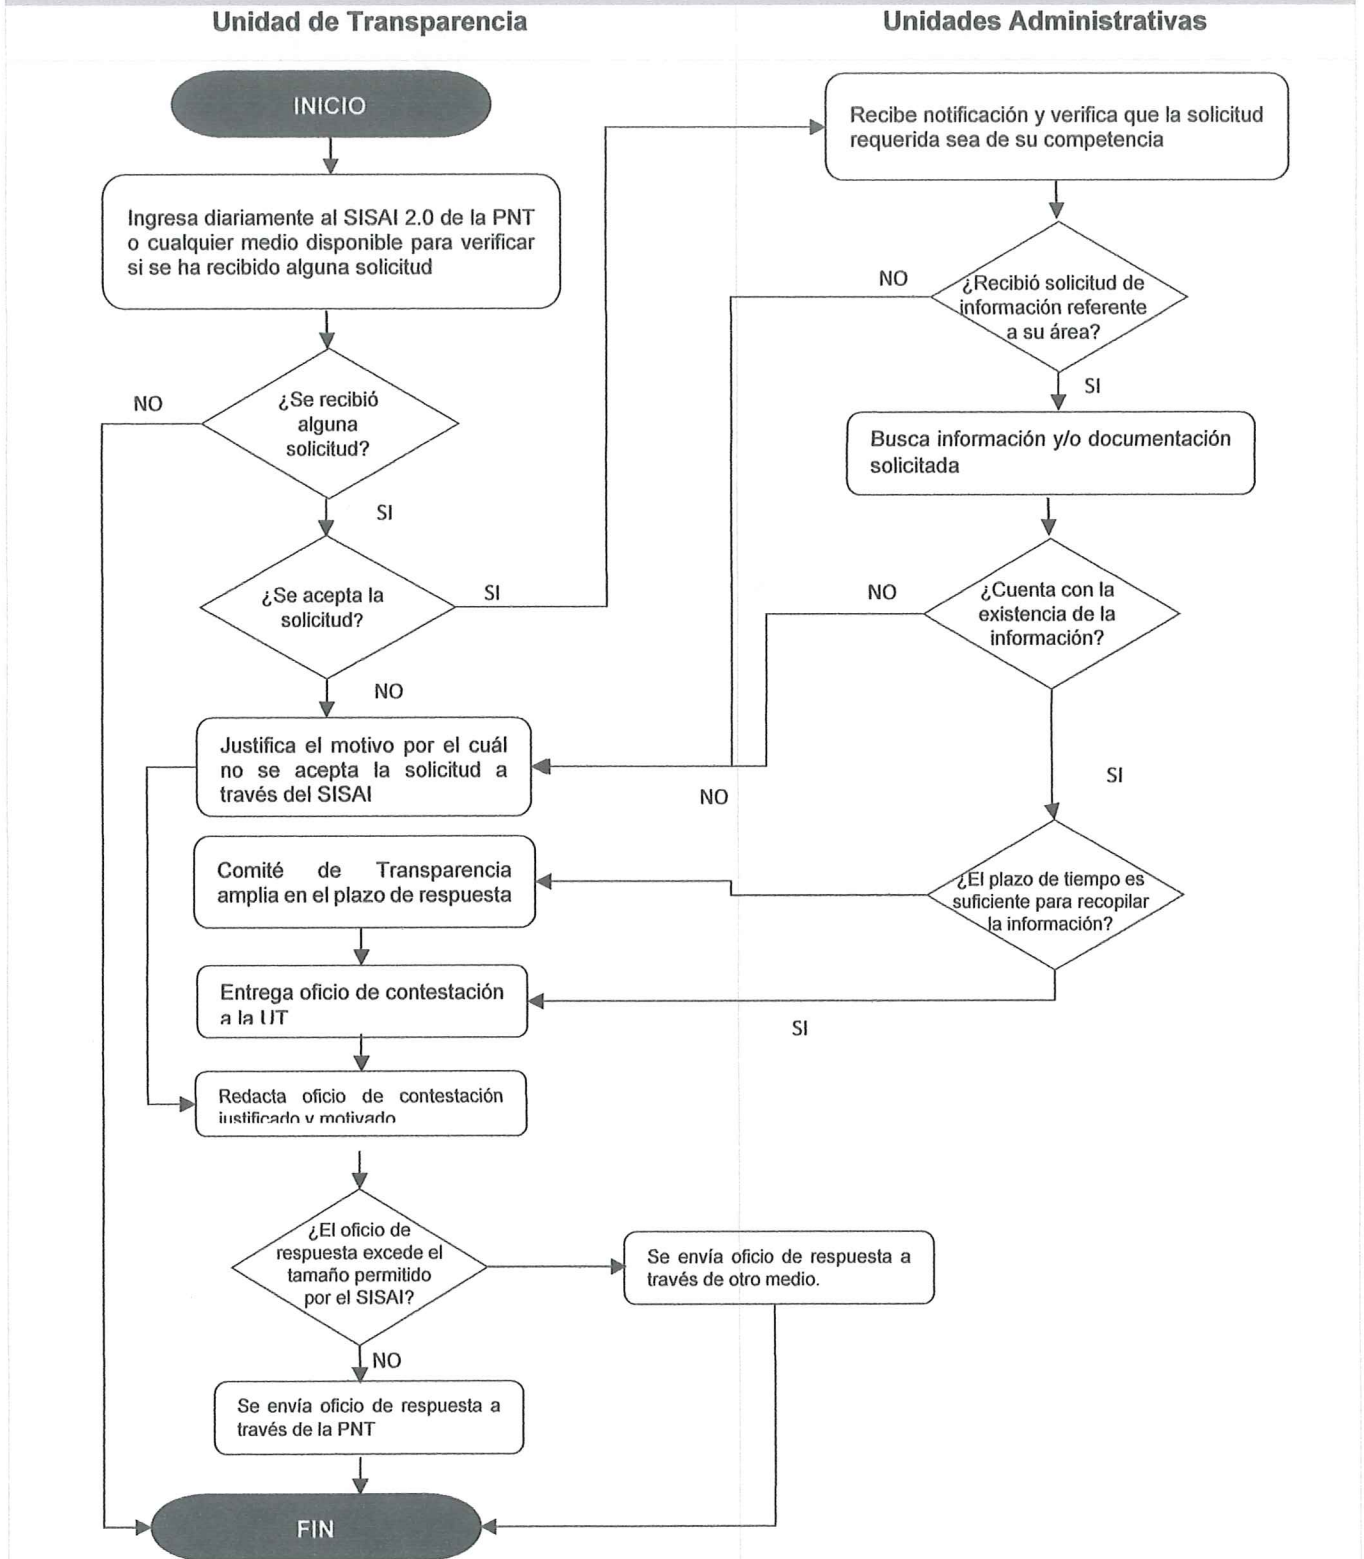 Unidad de Transparencia
Unidades Administrativas
INICIO
Ingresa diariamente al SISAI 2.0 de la PNT
o cualquier medio disponible para verificar
si se ha recibido alguna solicitud
¿Se recibió
alguna
solicitud?
NO
SI
¿Se acepta la
solicitud?
SI
NO
Justifica el motivo por el cuál
no se acepta la solicitud a
través del SISAI
Comité de Transparencia
amplia en el plazo de respuesta
Entrega oficio de contestación
a la UT
Redacta oficio de contestación
justificado y motivado
¿El oficio de
respuesta excede el
tamaño permitido
por el SISAI?
NO
Se envía oficio de respuesta a
través de la PNT
FIN
Se envía oficio de respuesta a
través de otro medio.
Recibe notificación y verifica que la solicitud
requerida sea de su competencia
¿Recibió solicitud de
información referente
a su área?
NO
SI
Busca información y/o documentación
solicitada
¿Cuenta con la
existencia de la
información?
NO
SI
NO
¿El plazo de tiempo es
suficiente para recopilar
la información?
SI